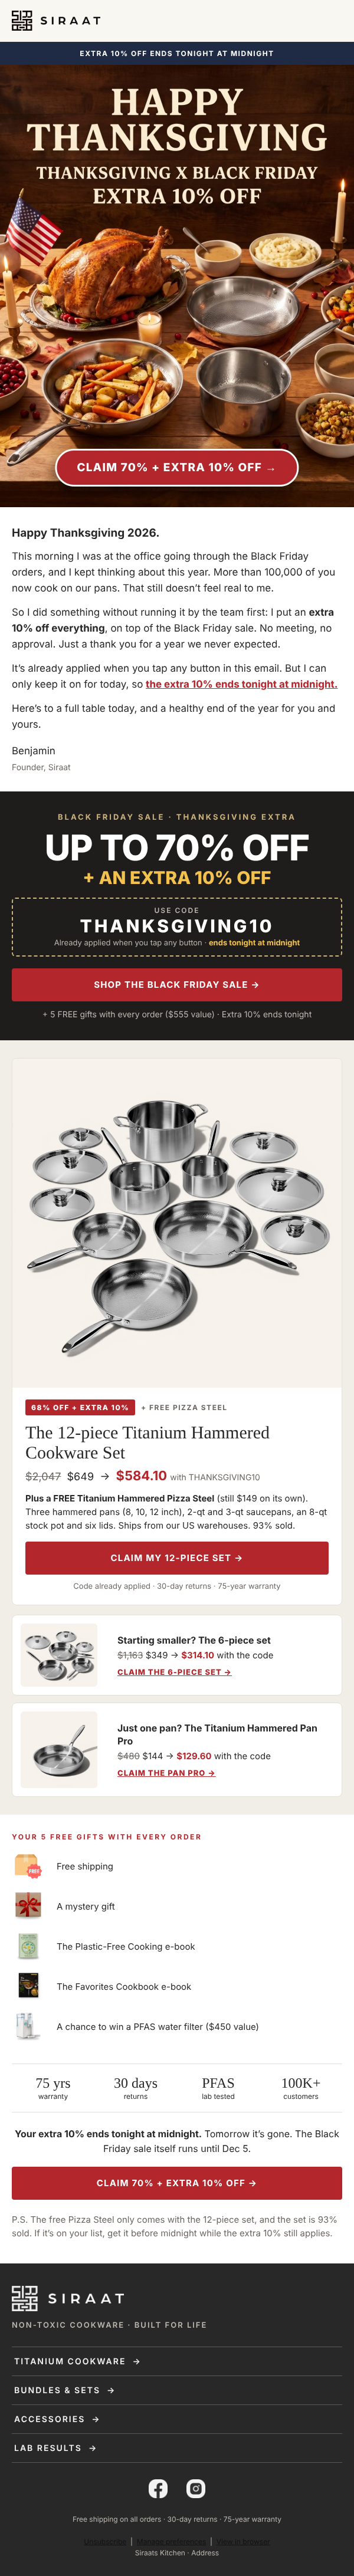 SIRAAT
EXTRA 10% OFF ENDS TONIGHT AT MIDNIGHT
HAPPY
THANKSGIVING
THANKSGIVING X BLACK FRIDAY
EXTRA 10% OFF
CLAIM 70% + EXTRA 10% OFF →
Happy Thanksgiving 2026.
This morning I was at the office going through the Black Friday
orders, and I kept thinking about this year. More than 100,000 of you
now cook on our pans. That still doesn't feel real to me.
So I did something without running it by the team first: I put an extra
10% off everything, on top of the Black Friday sale. No meeting, no
approval. Just a thank you for a year we never expected.
It's already applied when you tap any button in this email. But I can
only keep it on for today, so the extra 10% ends tonight at midnight.
Here's to a full table today, and a healthy end of the year for you and
yours.
Benjamin
Founder, Siraat
BLACK FRIDAY SALE · THANKSGIVING EXTRA
UP TO 70% OFF
+ AN EXTRA 10% OFF
USE CODE
THANKSGIVING10
Already applied when you tap any button · ends tonight at midnight
SHOP THE BLACK FRIDAY SALE →
+ 5 FREE gifts with every order ($555 value) · Extra 10% ends tonight
68% OFF + EXTRA 10% + FREE PIZZA STEEL
The 12-piece Titanium Hammered
Cookware Set
$2,047 $649 → $584.10 with THANKSGIVING10
Plus a FREE Titanium Hammered Pizza Steel (still $149 on its own).
Three hammered pans (8, 10, 12 inch), 2-qt and 3-qt saucepans, an 8-qt
stock pot and six lids. Ships from our US warehouses. 93% sold.
CLAIM MY 12-PIECE SET →
Code already applied · 30-day returns · 75-year warranty
Starting smaller? The 6-piece set
$1,163 $349 → $314.10 with the code
CLAIM THE 6-PIECE SET →
Just one pan? The Titanium Hammered Pan
Pro
$480 $144 → $129.60 with the code
CLAIM THE PAN PRO →
YOUR 5 FREE GIFTS WITH EVERY ORDER
FREE
Free shipping
A mystery gift
The Plastic-Free Cooking e-book
The Favorites Cookbook e-book
A chance to win a PFAS water filter ($450 value)
75 yrs 30 days PFAS 100K+
warranty returns lab tested customers
Your extra 10% ends tonight at midnight. Tomorrow it's gone. The Black
Friday sale itself runs until Dec 5.
CLAIM 70% + EXTRA 10% OFF →
P.S. The free Pizza Steel only comes with the 12-piece set, and the set is 93%
sold. If it's on your list, get it before midnight while the extra 10% still applies.
SIRAAT
NON-TOXIC COOKWARE · BUILT FOR LIFE
TITANIUM COOKWARE →
BUNDLES & SETS →
ACCESSORIES →
LAB RESULTS →
Free shipping on all orders · 30-day returns · 75-year warranty
Unsubscribe | Manage preferences | View in browser
Siraats Kitchen · Address